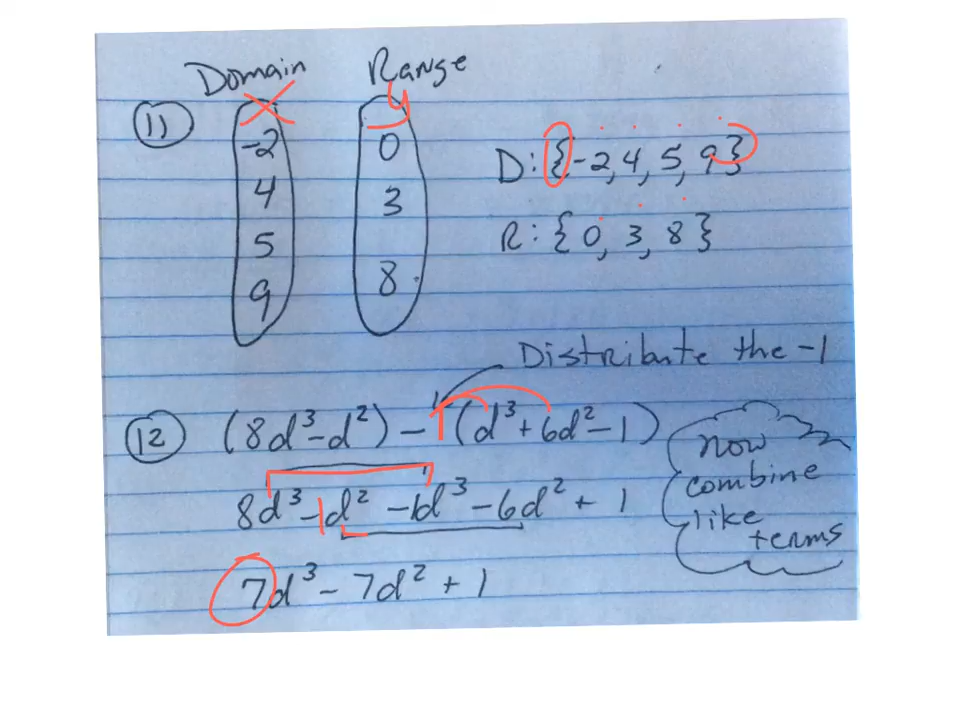 Domain Range
x y
11 -2 0 D: {-2, 4, 5, 9}
4 3
5 R: {0, 3, 8}
9 8
Distribute the -1
12 (8d³-d²) - 1(d³+6d²-1)
8d³ - 1d² - 1d³ - 6d² + 1
now
combine
like
terms
7d³ - 7d² + 1